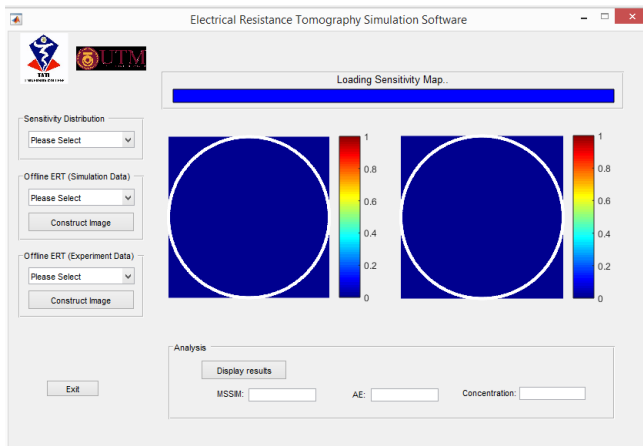 Electrical Resistance Tomography Simulation Software
TATI
UTM
Loading Sensitivity Map..
Sensitivity Distribution
Please Select
Offline ERT (Simulation Data)
Please Select
Construct Image
Offline ERT (Experiment Data)
Please Select
Construct Image
1
0.8
0.6
0.4
0.2
0
1
0.8
0.6
0.4
0.2
0
Analysis
Display results
MSSIM:
AE:
Concentration:
Exit